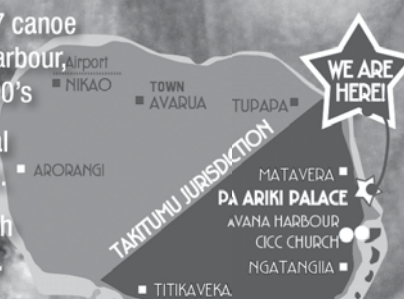 7 canoe
arbour,
0's
al
h
Airport
NIKAO
TOWN
AVARUA
TUPAPA
WE ARE
HERE!
ARORANGI
TAKITUMU JURISDICTION
MATAVERA
PA ARIKI PALACE
AVANA HARBOUR
CICC CHURCH
NGATANGIIA
TITIKAVEKA